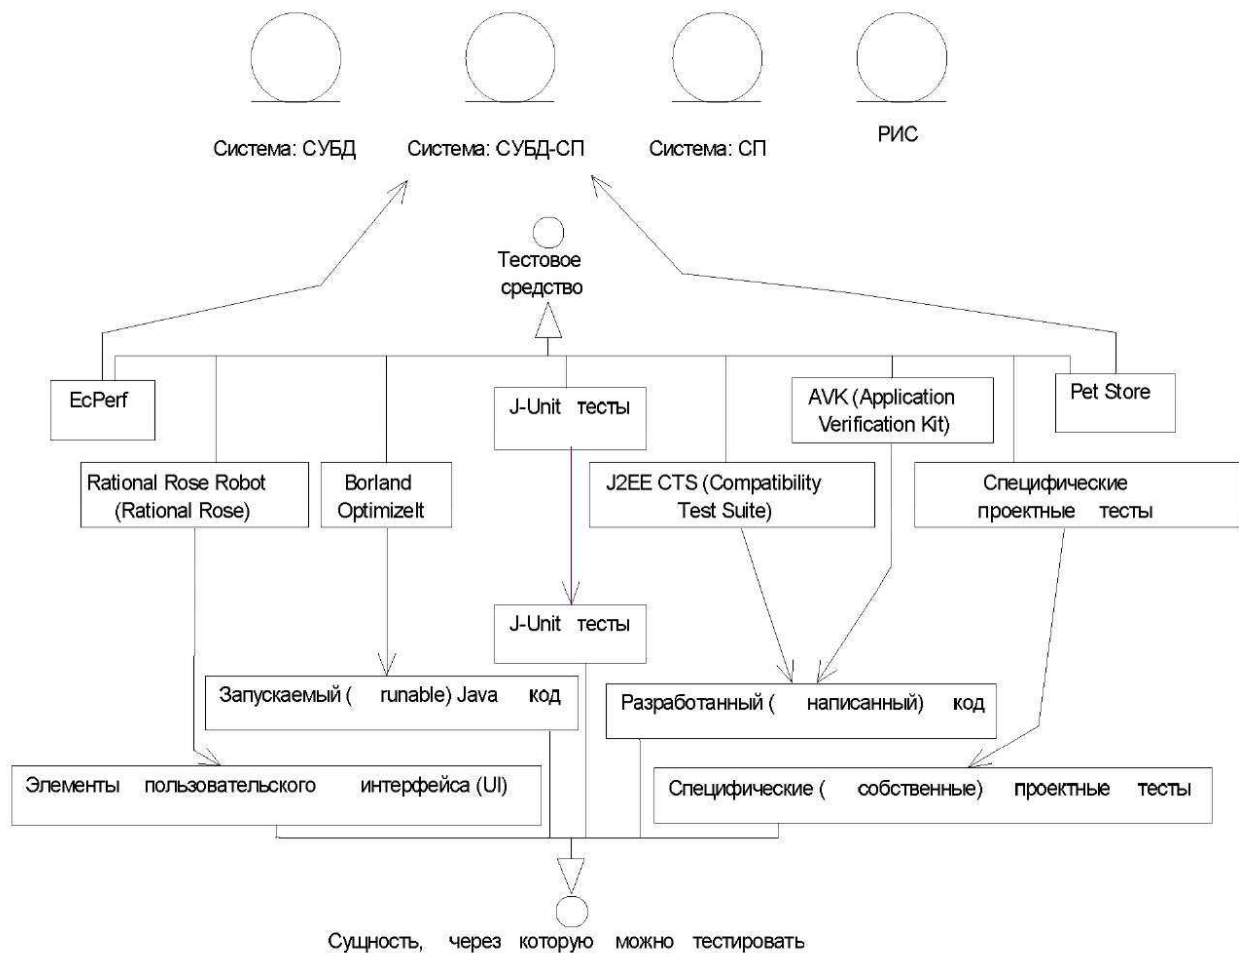 Система: СУБД
Система: СУБД-СП
Система: СП
РИС
Тестовое
средство
EcPerf
J-Unit тесты
AVK (Application
Verification Kit)
Pet Store
Rational Rose Robot
(Rational Rose)
Borland
OptimizeIt
J2EE CTS (Compatibility
Test Suite)
Специфические
проектные тесты
J-Unit тесты
Запускаемый ( runable) Java код
Разработанный ( написанный) код
Элементы пользовательского интерфейса (UI)
Специфические ( собственные) проектные тесты
Сущность, через которую можно тестировать